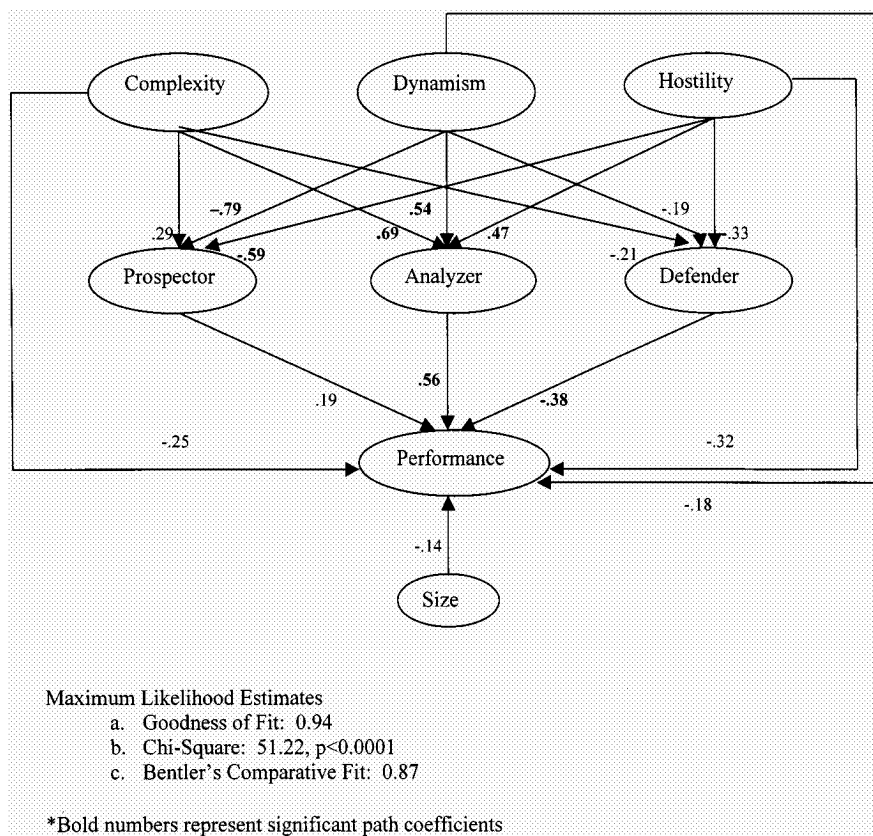 Complexity Dynamism Hostility
-.79 .54 -.19
.29 -.59 .69 .47 -.21 -.33
Prospector Analyzer Defender
.56
.19 -.38
-.25 -.32
Performance
-.18
-.14
Size
Maximum Likelihood Estimates
a. Goodness of Fit: 0.94
b. Chi-Square: 51.22, p<0.0001
c. Bentler's Comparative Fit: 0.87
*Bold numbers represent significant path coefficients